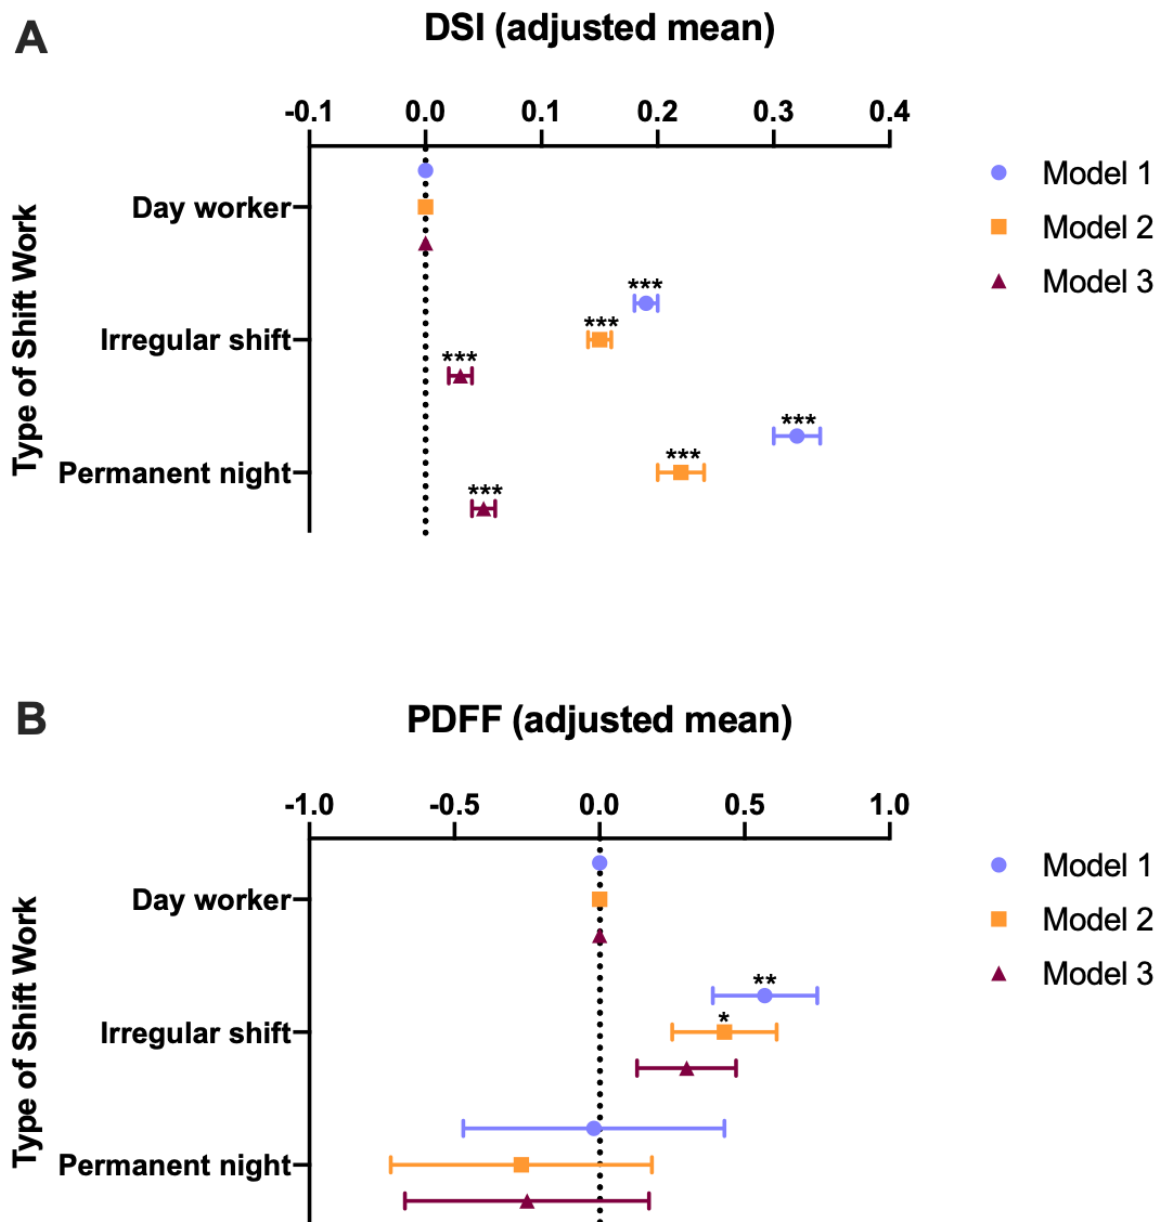 A
DSI (adjusted mean)
-0.1 0.0 0.1 0.2 0.3 0.4
Type of Shift Work
Day worker
***
Irregular shift
***
***
***
Permanent night
***
***
Model 1
Model 2
Model 3
B
PDFF (adjusted mean)
-1.0 -0.5 0.0 0.5 1.0
Type of Shift Work
Day worker
**
*
Irregular shift
Permanent night
Model 1
Model 2
Model 3